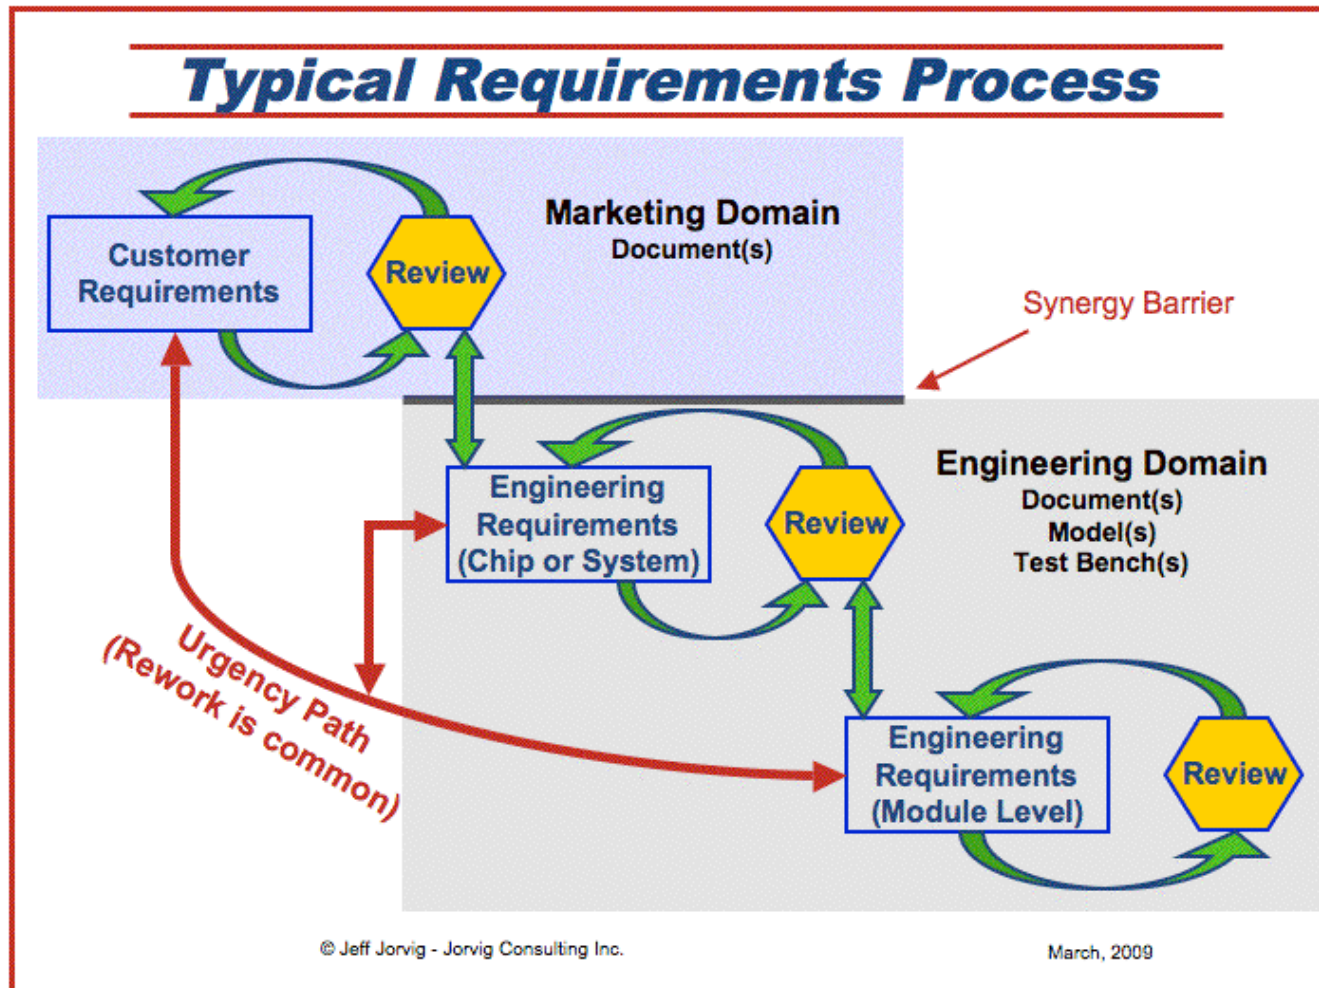 Typical Requirements Process
Marketing Domain
Document(s)
Customer
Requirements
Review
Synergy Barrier
Engineering
Requirements
(Chip or System)
Review
Engineering Domain
Document(s)
Model(s)
Test Bench(s)
Urgency Path
(Rework is common)
Engineering
Requirements
(Module Level)
Review
© Jeff Jorvig - Jorvig Consulting Inc.
March, 2009